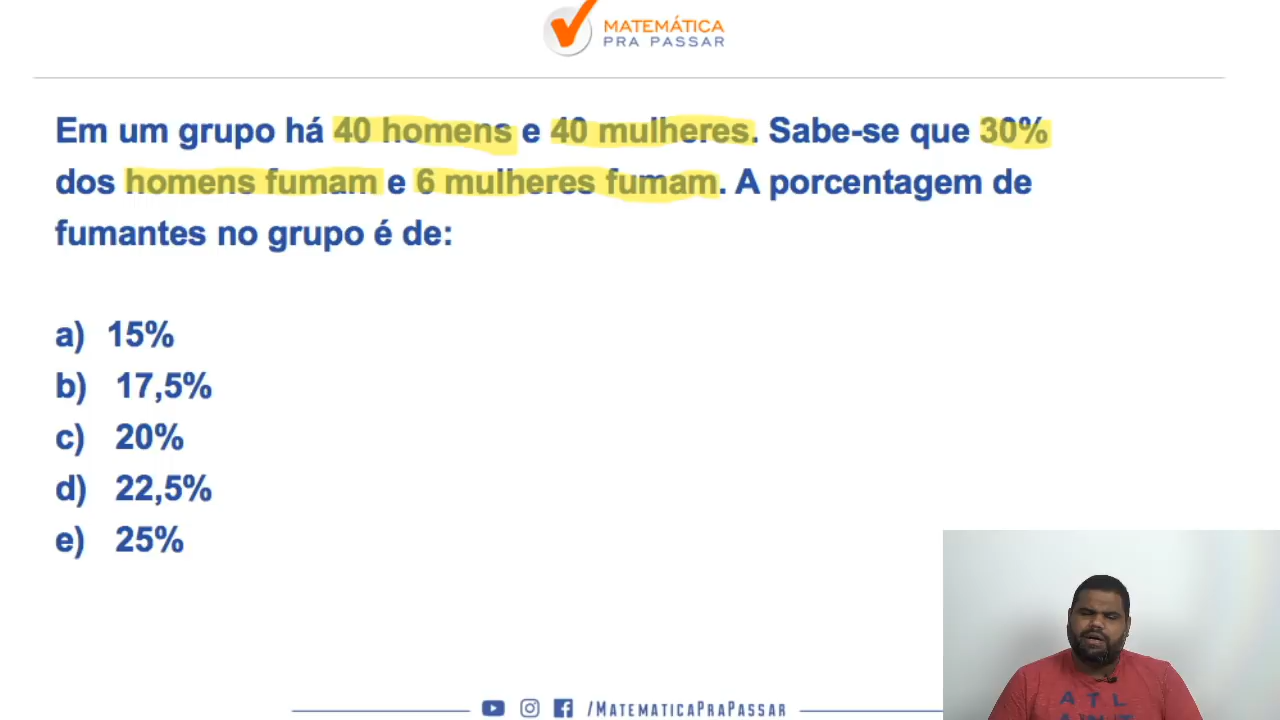 MATEMÁTICA
PRA PASSAR
Em um grupo há 40 homens e 40 mulheres. Sabe-se que 30%
dos homens fumam e 6 mulheres fumam. A porcentagem de
fumantes no grupo é de:
a) 15%
b) 17,5%
c) 20%
d) 22,5%
e) 25%
ATL
/MATEMATICAPRAPASSAR